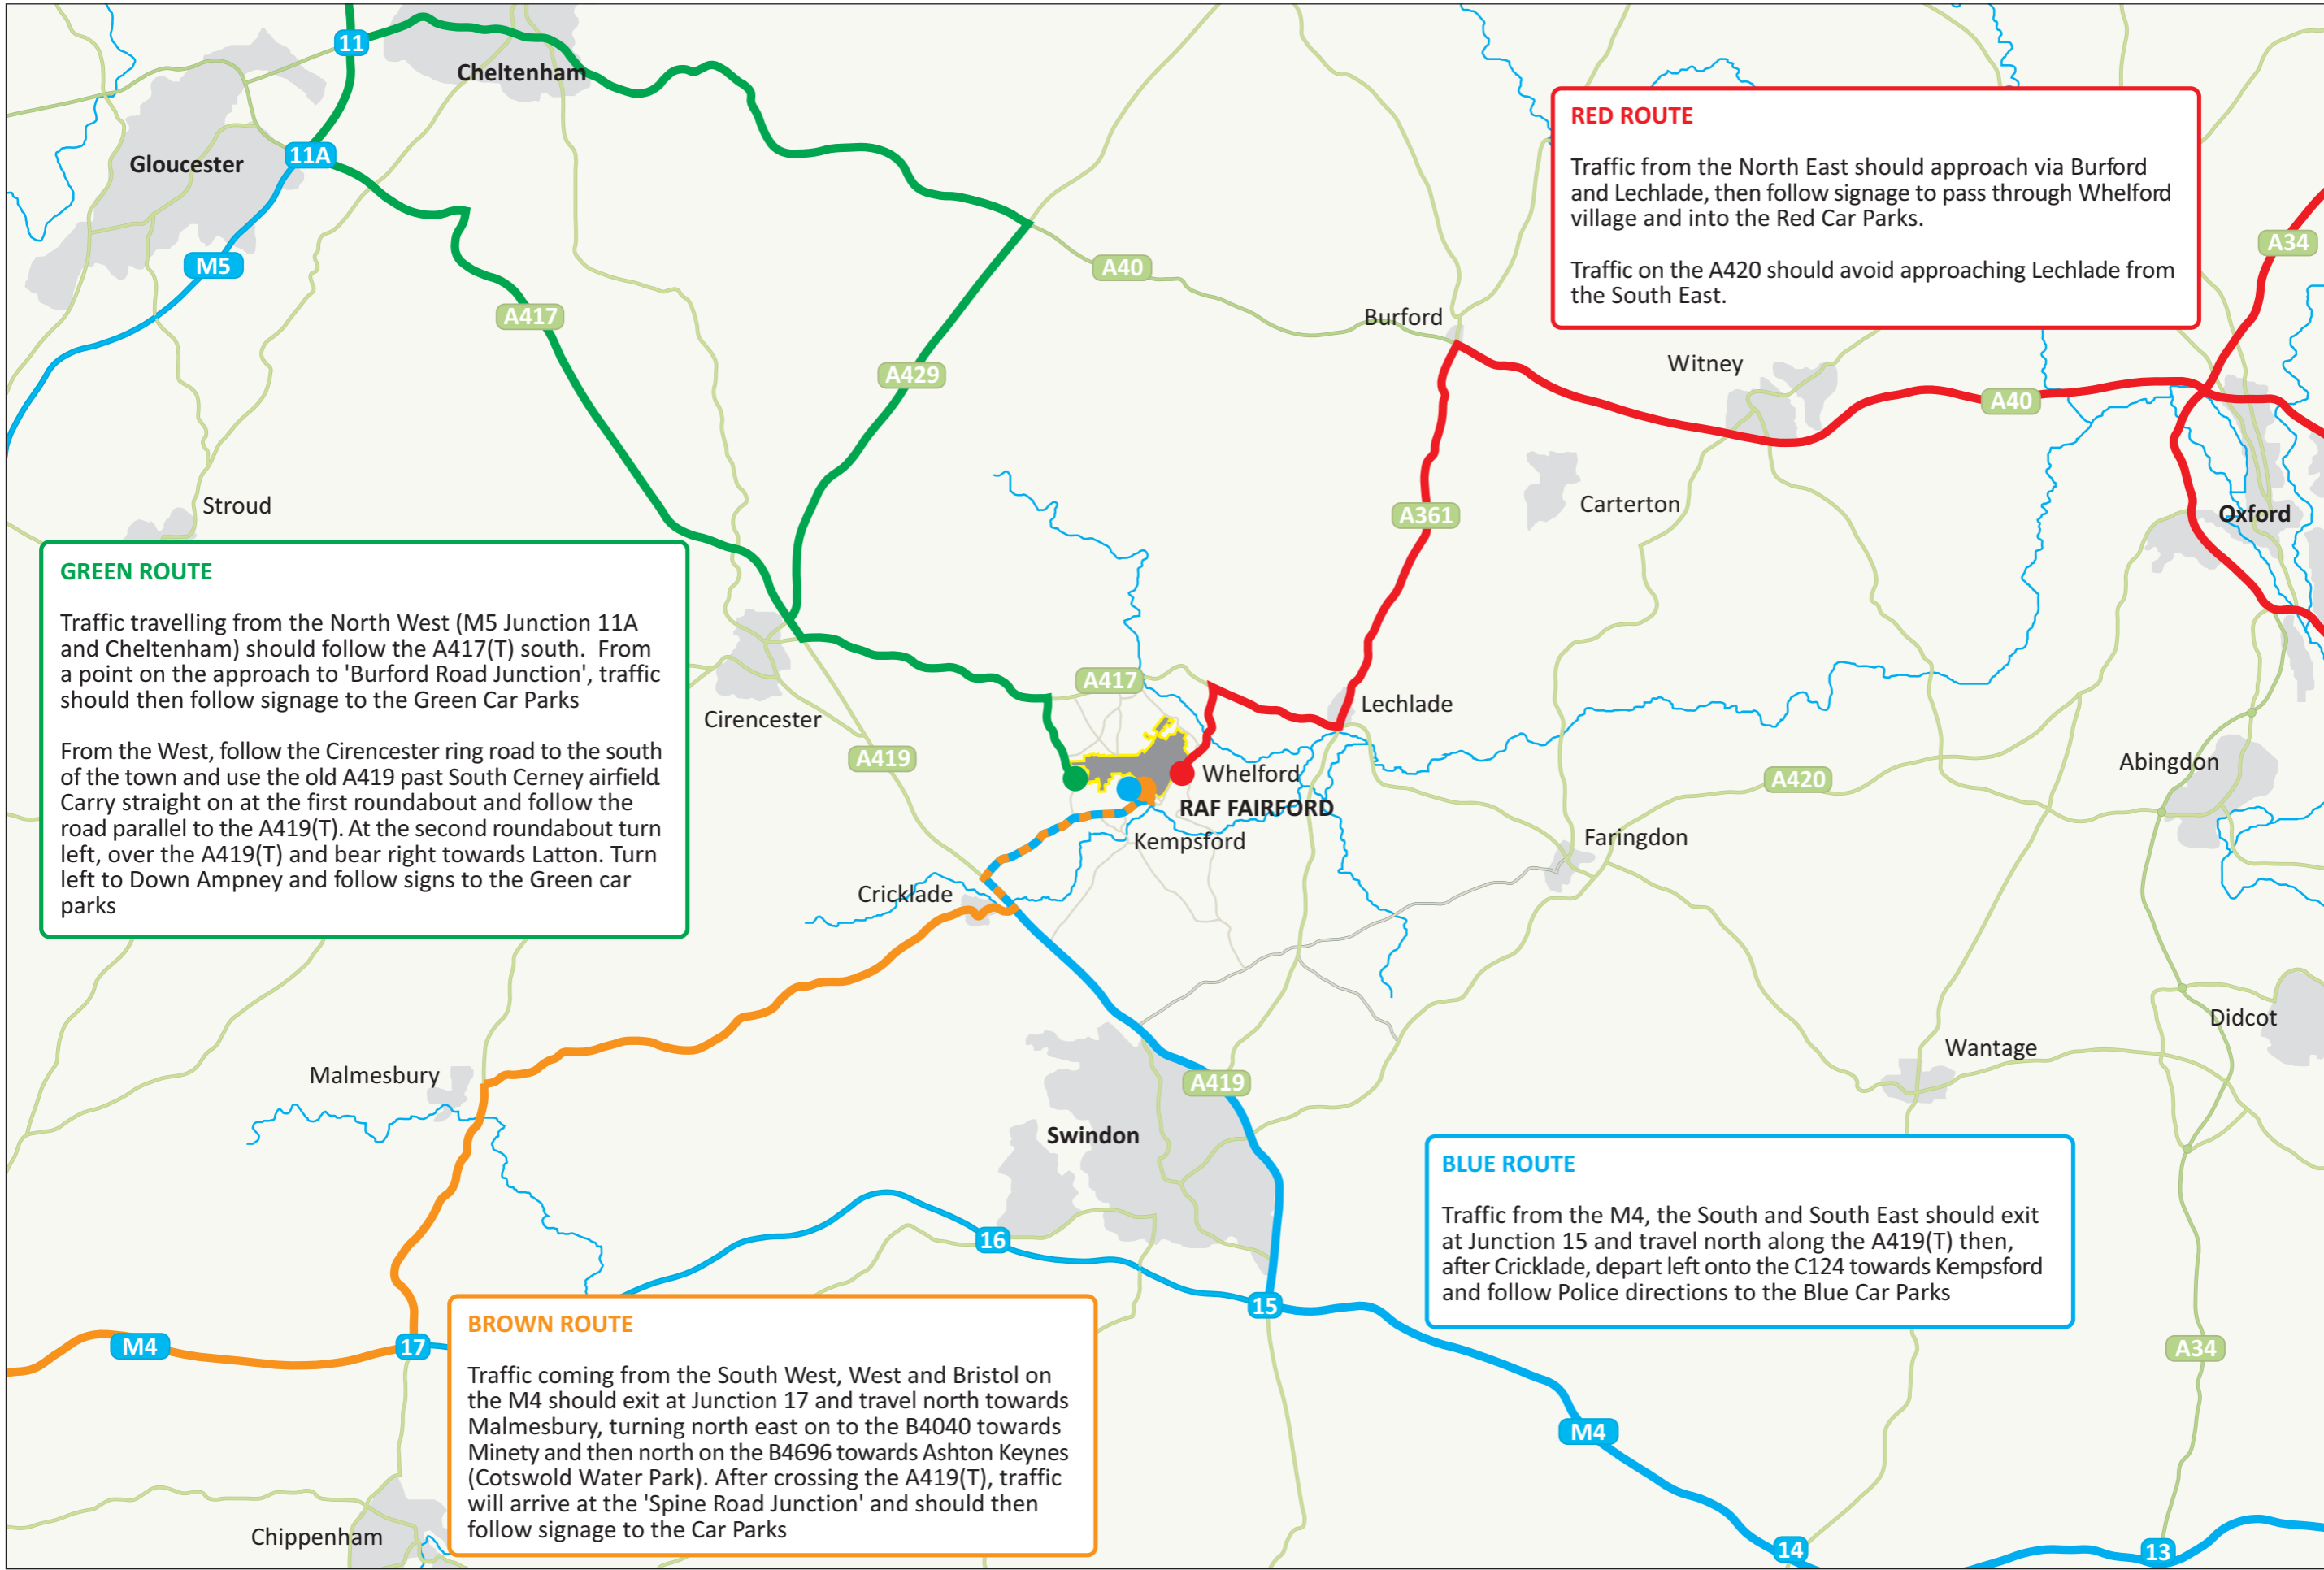 11
Cheltenham
11A
Gloucester
M5
A417
A429
A40
Burford
RED ROUTE
Traffic from the North East should approach via Burford
and Lechlade, then follow signage to pass through Whelford
village and into the Red Car Parks.
Traffic on the A420 should avoid approaching Lechlade from
the South East.
A34
Witney
A40
Carterton
A361
Oxford
Stroud
GREEN ROUTE
Traffic travelling from the North West (M5 Junction 11A
and Cheltenham) should follow the A417(T) south. From
a point on the approach to 'Burford Road Junction', traffic
should then follow signage to the Green Car Parks
From the West, follow the Cirencester ring road to the south
of the town and use the old A419 past South Cerney airfield.
Carry straight on at the first roundabout and follow the
road parallel to the A419(T). At the second roundabout turn
left, over the A419(T) and bear right towards Latton. Turn
left to Down Ampney and follow signs to the Green car
parks
Cirencester
A417
Lechlade
A419
Whelford
RAF FAIRFORD
Kempsford
A420
Abingdon
Faringdon
Cricklade
Didcot
Wantage
Malmesbury
A419
Swindon
16
15
BLUE ROUTE
Traffic from the M4, the South and South East should exit
at Junction 15 and travel north along the A419(T) then,
after Cricklade, depart left onto the C124 towards Kempsford
and follow Police directions to the Blue Car Parks
M4
17
BROWN ROUTE
Traffic coming from the South West, West and Bristol on
the M4 should exit at Junction 17 and travel north towards
Malmesbury, turning north east on to the B4040 towards
Minety and then north on the B4696 towards Ashton Keynes
(Cotswold Water Park). After crossing the A419(T), traffic
will arrive at the 'Spine Road Junction' and should then
follow signage to the Car Parks
A34
M4
Chippenham
14
13